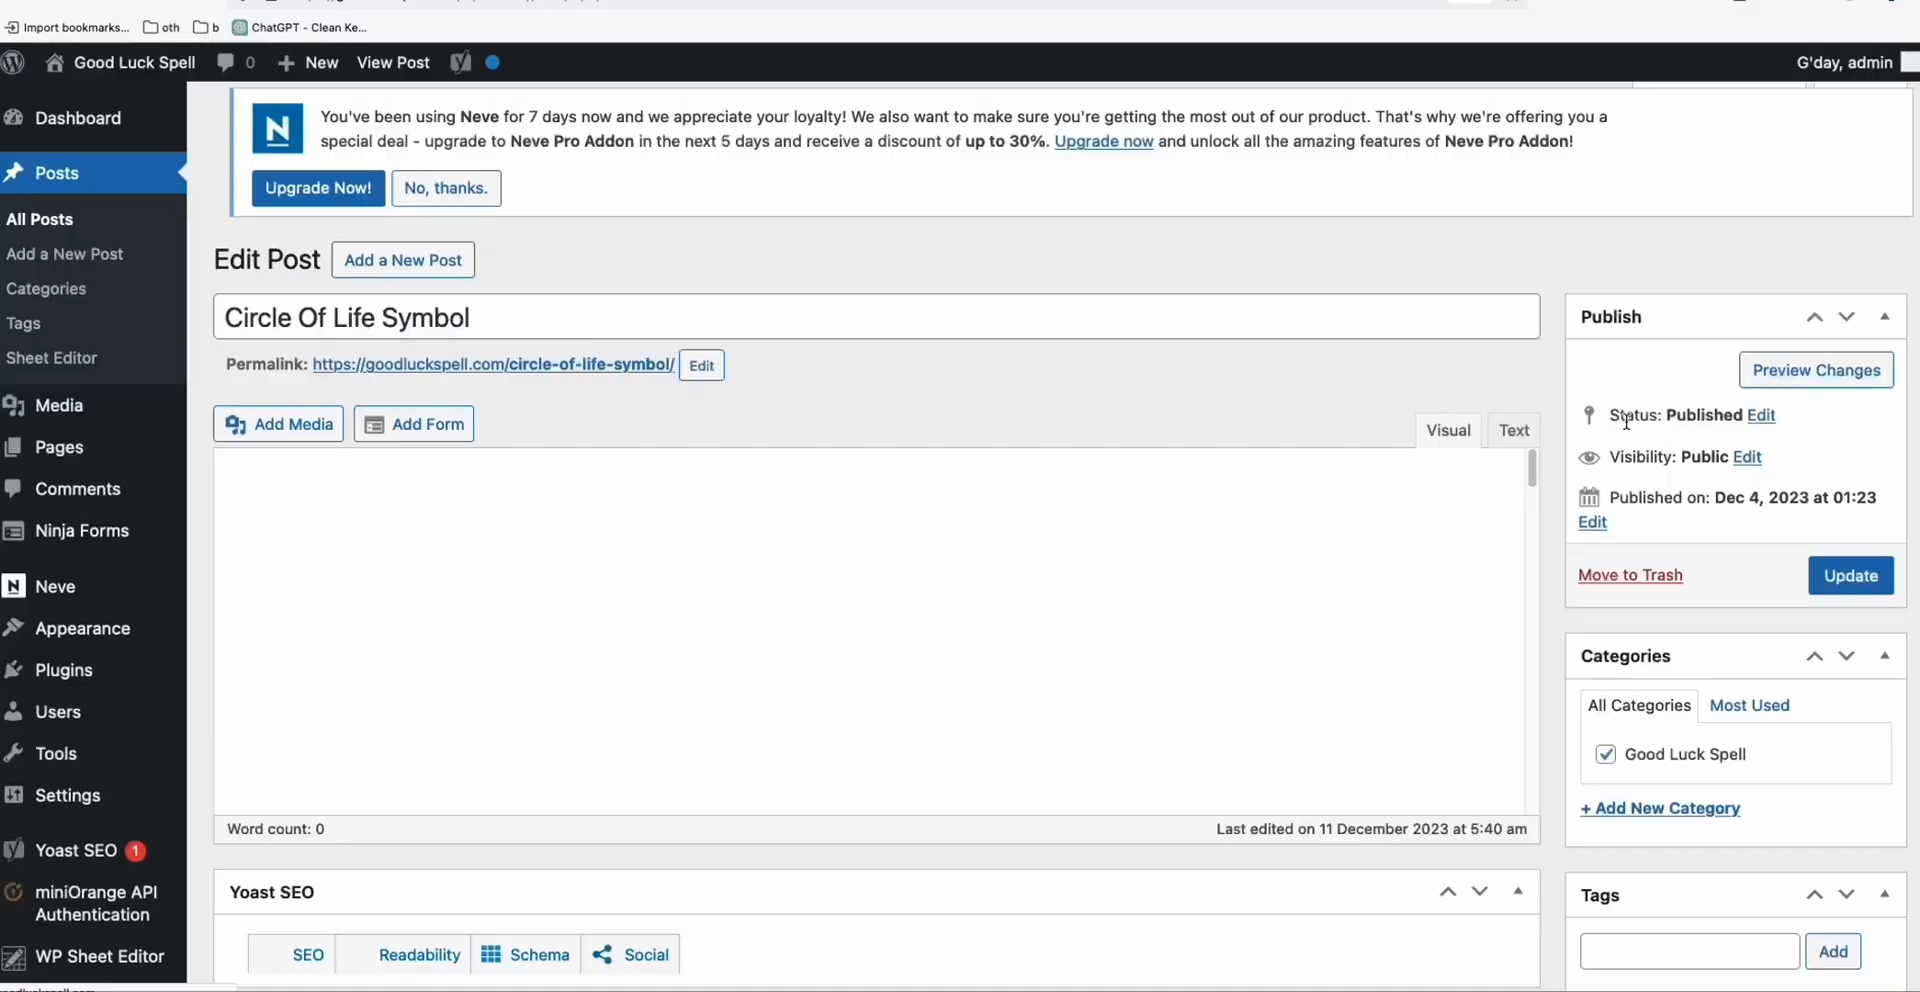 Import bookmarks... oth b ChatGPT - Clean Ke...
Good Luck Spell 0 New View Post G'day, admin
Dashboard
Posts
All Posts
Add a New Post
Categories
Tags
Sheet Editor
Media
Pages
Comments
Ninja Forms
Neve
Appearance
Plugins
Users
Tools
Settings
Yoast SEO 1
miniOrange API
Authentication
WP Sheet Editor
You've been using Neve for 7 days now and we appreciate your loyalty! We also want to make sure you're getting the most out of our product. That's why we're offering you a
special deal - upgrade to Neve Pro Addon in the next 5 days and receive a discount of up to 30%. Upgrade now and unlock all the amazing features of Neve Pro Addon!
Upgrade Now! No, thanks.
Edit Post Add a New Post
Circle Of Life Symbol
Permalink: https://goodluckspell.com/circle-of-life-symbol/ Edit
Add Media Add Form
Visual Text
Word count: 0 Last edited on 11 December 2023 at 5:40 am
Yoast SEO
SEO Readability Schema Social
Publish
Preview Changes
Status: Published Edit
Visibility: Public Edit
Published on: Dec 4, 2023 at 01:23
Edit
Move to Trash Update
Categories
All Categories Most Used
Good Luck Spell
+ Add New Category
Tags
Add